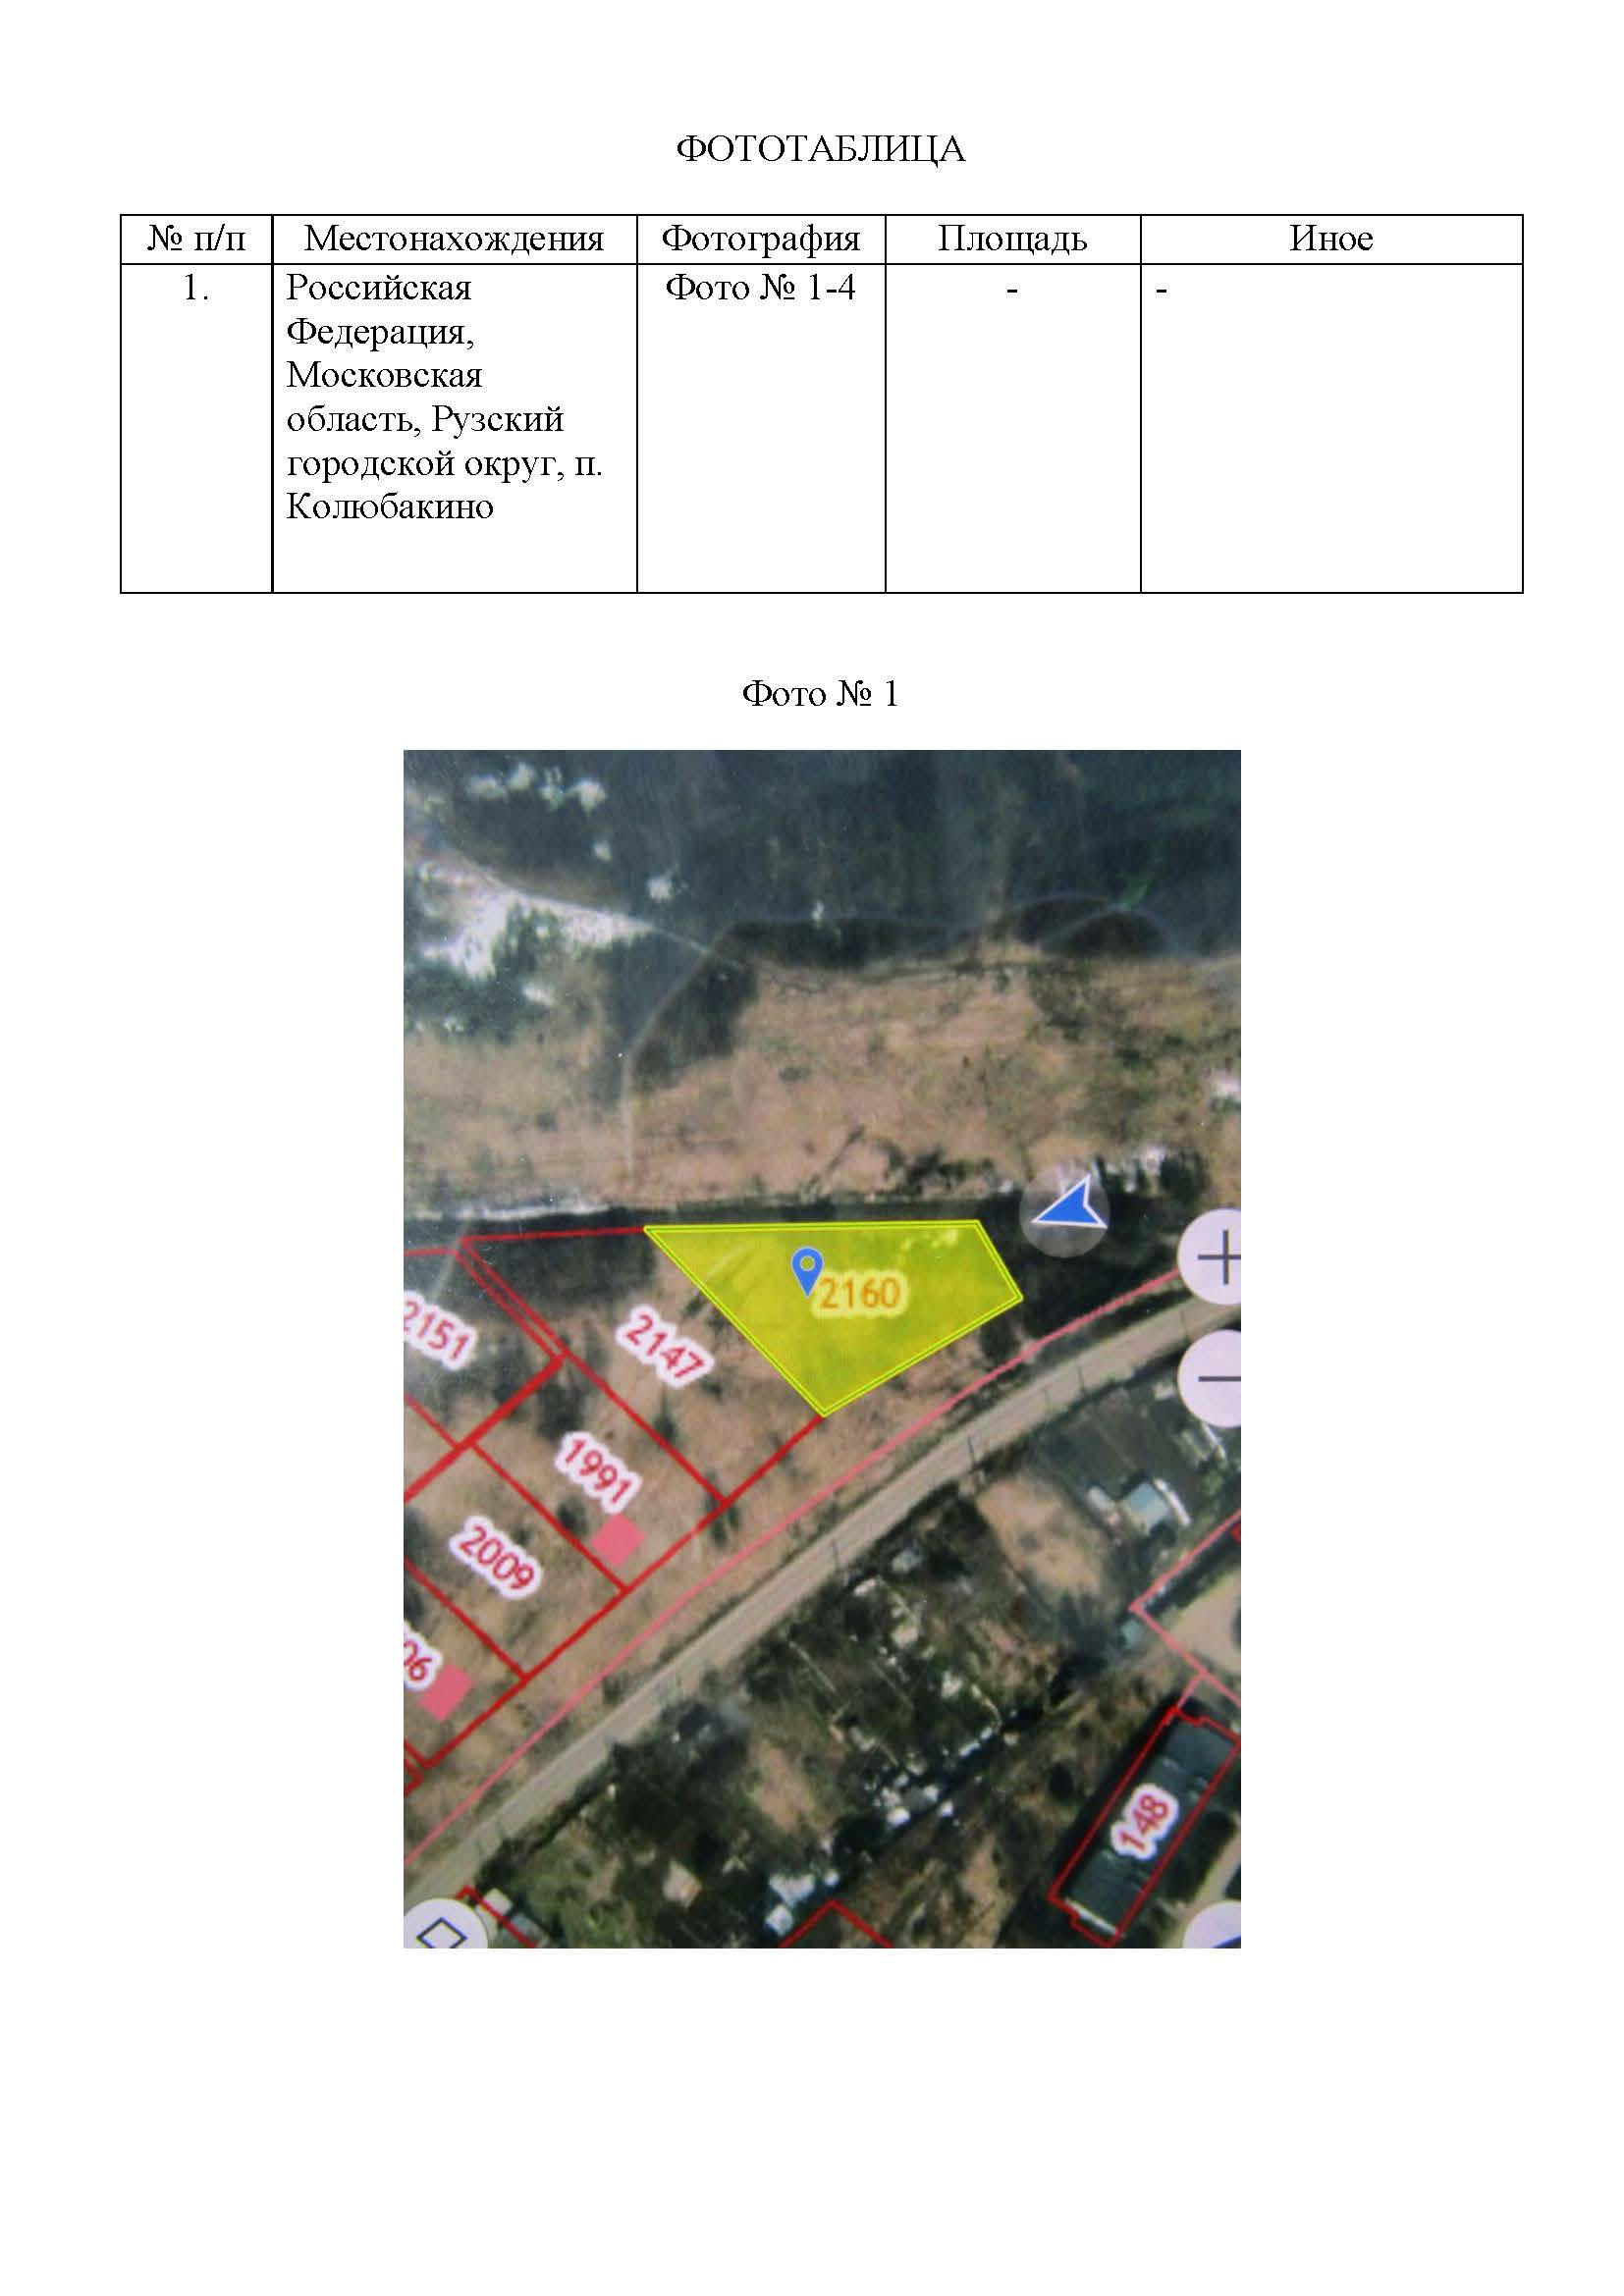 ФОТОТАБЛИЦА
№ п/п Местонахождения Фотография Площадь Иное
1. Российская Фото № 1-4 - -
Федерация,
Московская
область, Рузский
городской округ, п.
Колюбакино
Фото № 1
2160
2151
2147
1991
2009
06
148